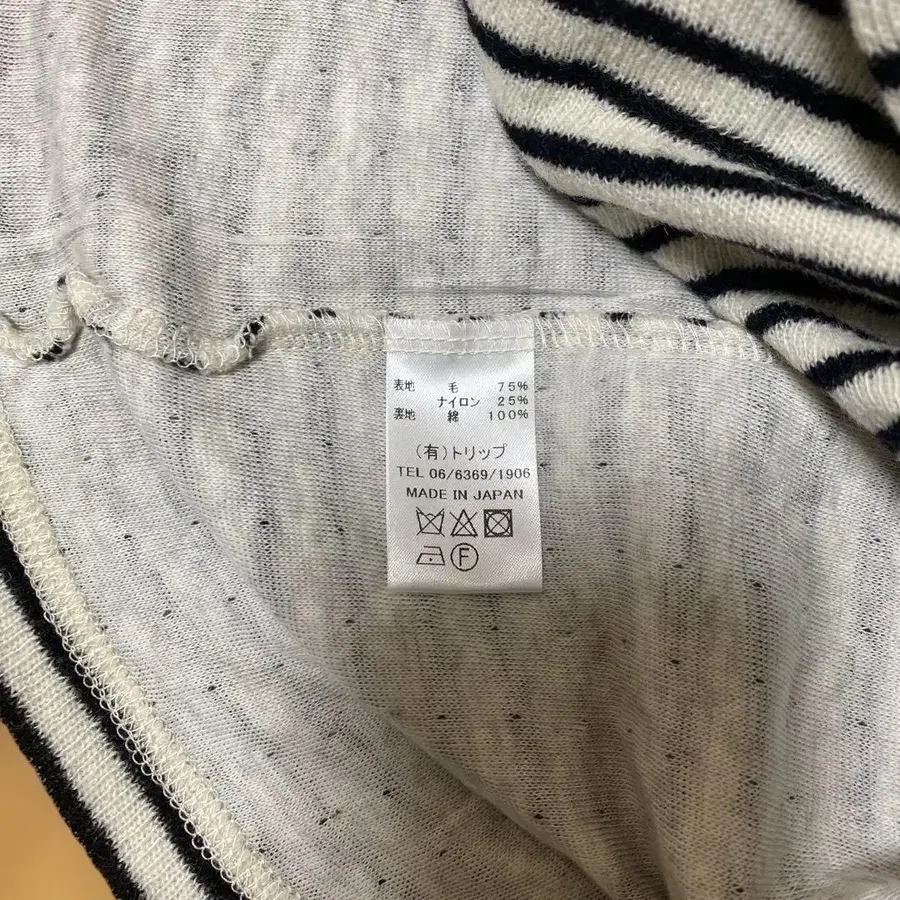 表地 毛 75%
ナイロン 25%
裏地 綿 100%
(有)トリップ
TEL 06/6369/1906
MADE IN JAPAN
F